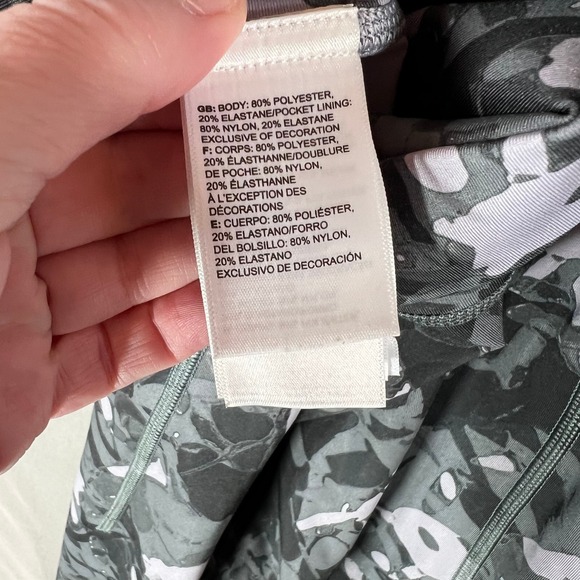 GB: BODY: 80% POLYESTER,
20% ELASTANE/POCKET LINING:
80% NYLON, 20% ELASTANE
EXCLUSIVE OF DECORATION
F: CORPS: 80% POLYESTER,
20% ÉLASTHANNE/DOUBLURE
DE POCHE: 80% NYLON,
20% ÉLASTHANNE
À L'EXCEPTION DES
DÉCORATIONS
E: CUERPO: 80% POLIÉSTER,
20% ELASTANO/FORRO
DEL BOLSILLO: 80% NYLON,
20% ELASTANO
EXCLUSIVO DE DECORACIÓN